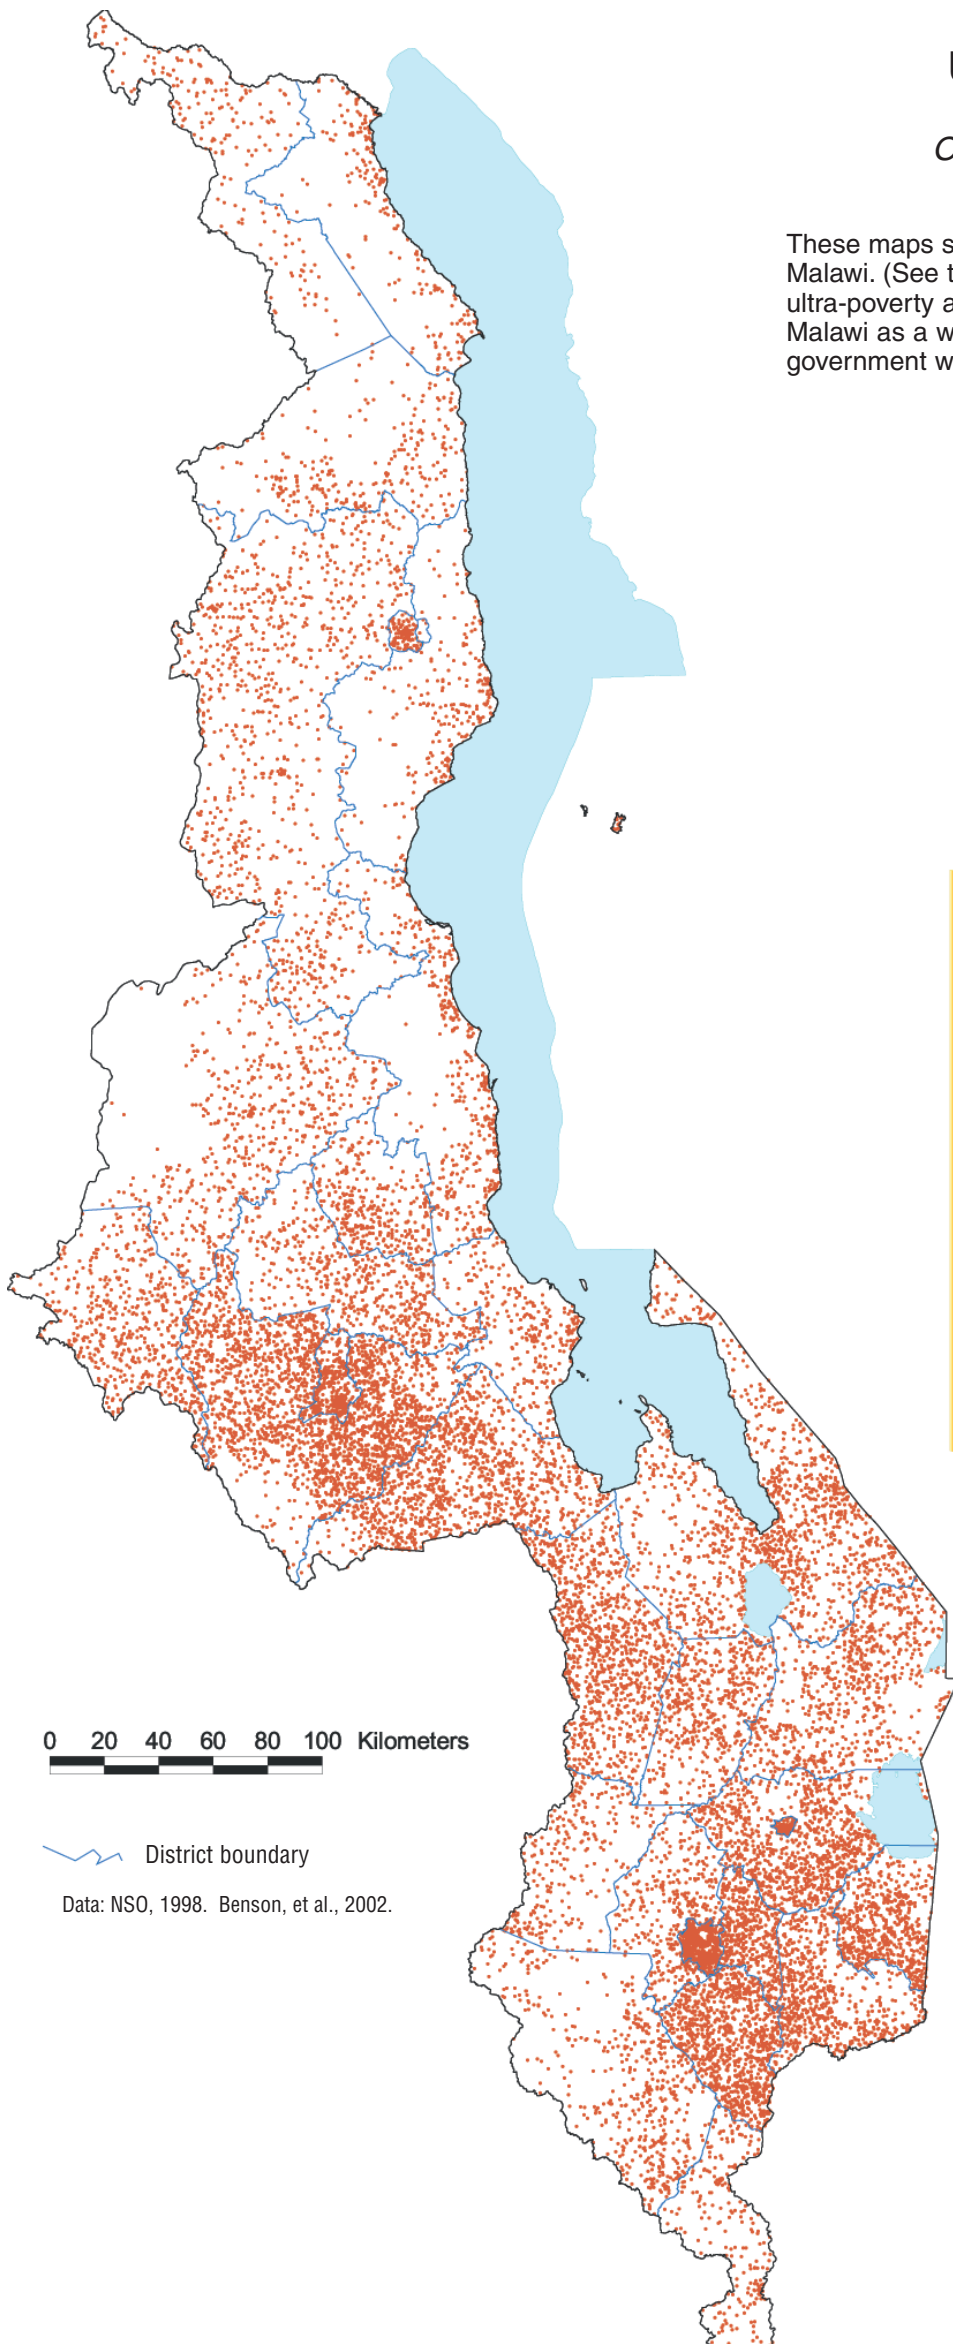 These maps s
Malawi. (See t
ultra-poverty a
Malawi as a w
government w
0 20 40 60 80 100 Kilometers
District boundary
Data: NSO, 1998. Benson, et al., 2002.